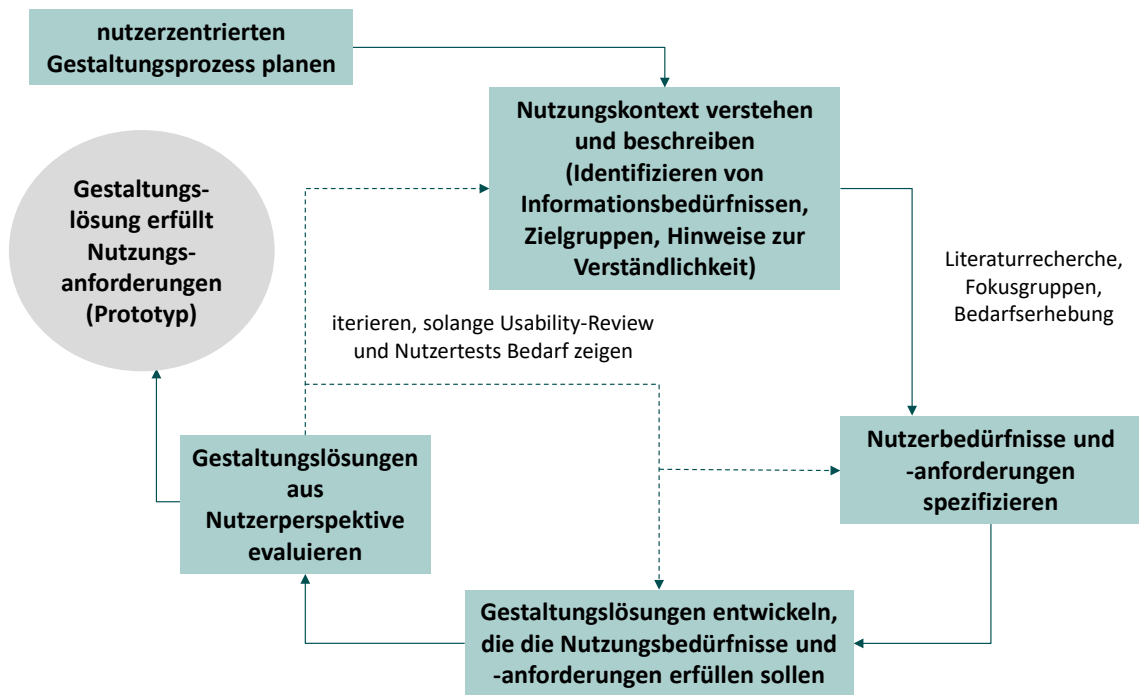 nutzerzentrierten
Gestaltungsprozess planen
Nutzungskontext verstehen
und beschreiben
(Identifizieren von
Informationsbedürfnissen,
Zielgruppen, Hinweise zur
Verständlichkeit)
Gestaltungs-
lösung erfüllt
Nutzungs-
anforderungen
(Prototyp)
Literaturrecherche,
Fokusgruppen,
Bedarfserhebung
iterieren, solange Usability-Review
und Nutzertests Bedarf zeigen
Nutzerbedürfnisse und
-anforderungen
spezifizieren
Gestaltungslösungen
aus
Nutzerperspektive
evaluieren
Gestaltungslösungen entwickeln,
die die Nutzungsbedürfnisse und
-anforderungen erfüllen sollen